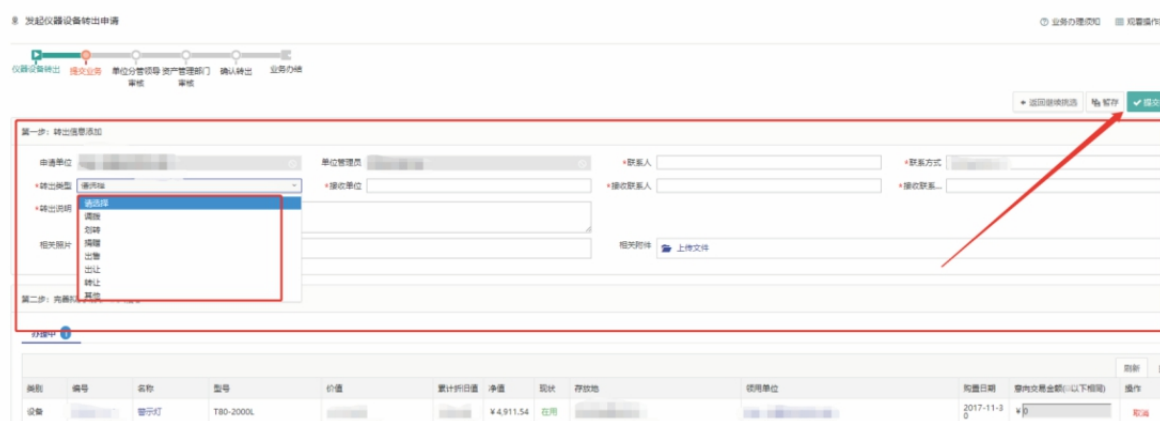 发起仪器设备转出申请
业务办理须知 观看操作
仪器设备转出 提交业务 单位分管领导审核 资产管理部门审核 确认转出 业务办结
返回继续挑选 暂存 提交
第一步：转出信息添加
申请单位 单位管理员 *联系人 *联系方式
*转出类型 请选择 *接收单位 *接收联系人 *接收联系...
请选择
*转出说明
调拨
划转
相关照片 捐赠 相关附件 上传文件
出售
出让
转让
其他
第二步：完善
办理中 1
刷新
类别 编号 名称 型号 价值 累计折旧值 净值 现状 存放地 领用单位 购置日期 意向交易金额(以下相同) 操作
设备 警示灯 T80-2000L ¥4,911.54 在用 2017-11-30 ¥ 0 取消